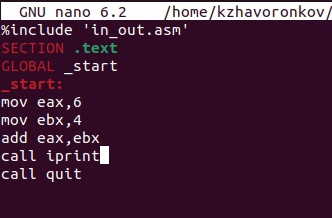 GNU nano 6.2 /home/kzhavoronkov/
%include 'in_out.asm'
SECTION .text
GLOBAL _start
_start:
mov eax,6
mov ebx,4
add eax,ebx
call iprint
call quit